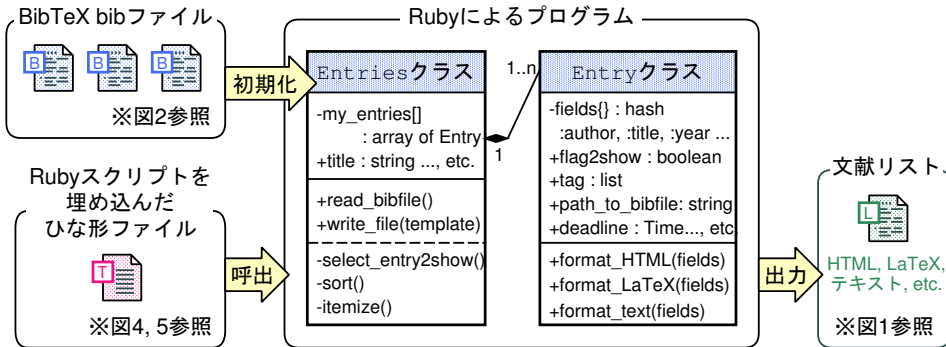 BibTeX bibファイル
B
B
B
※図2参照
初期化
Rubyスクリプトを
埋め込んだ
ひな形ファイル
T
※図4, 5参照
呼出
Rubyによるプログラム
Entriesクラス
-my_entries[]
: array of Entry
+title : string ..., etc.
+read_bibfile()
+write_file(template)
-select_entry2show()
-sort()
-itemize()
1
1..n
Entryクラス
-fields{} : hash
:author, :title, :year ...
+flag2show : boolean
+tag : list
+path_to_bibfile: string
+deadline : Time..., etc.
+format_HTML(fields)
+format_LaTeX(fields)
+format_text(fields)
出力
文献リスト
L
HTML, LaTeX,
テキスト, etc.
※図1参照